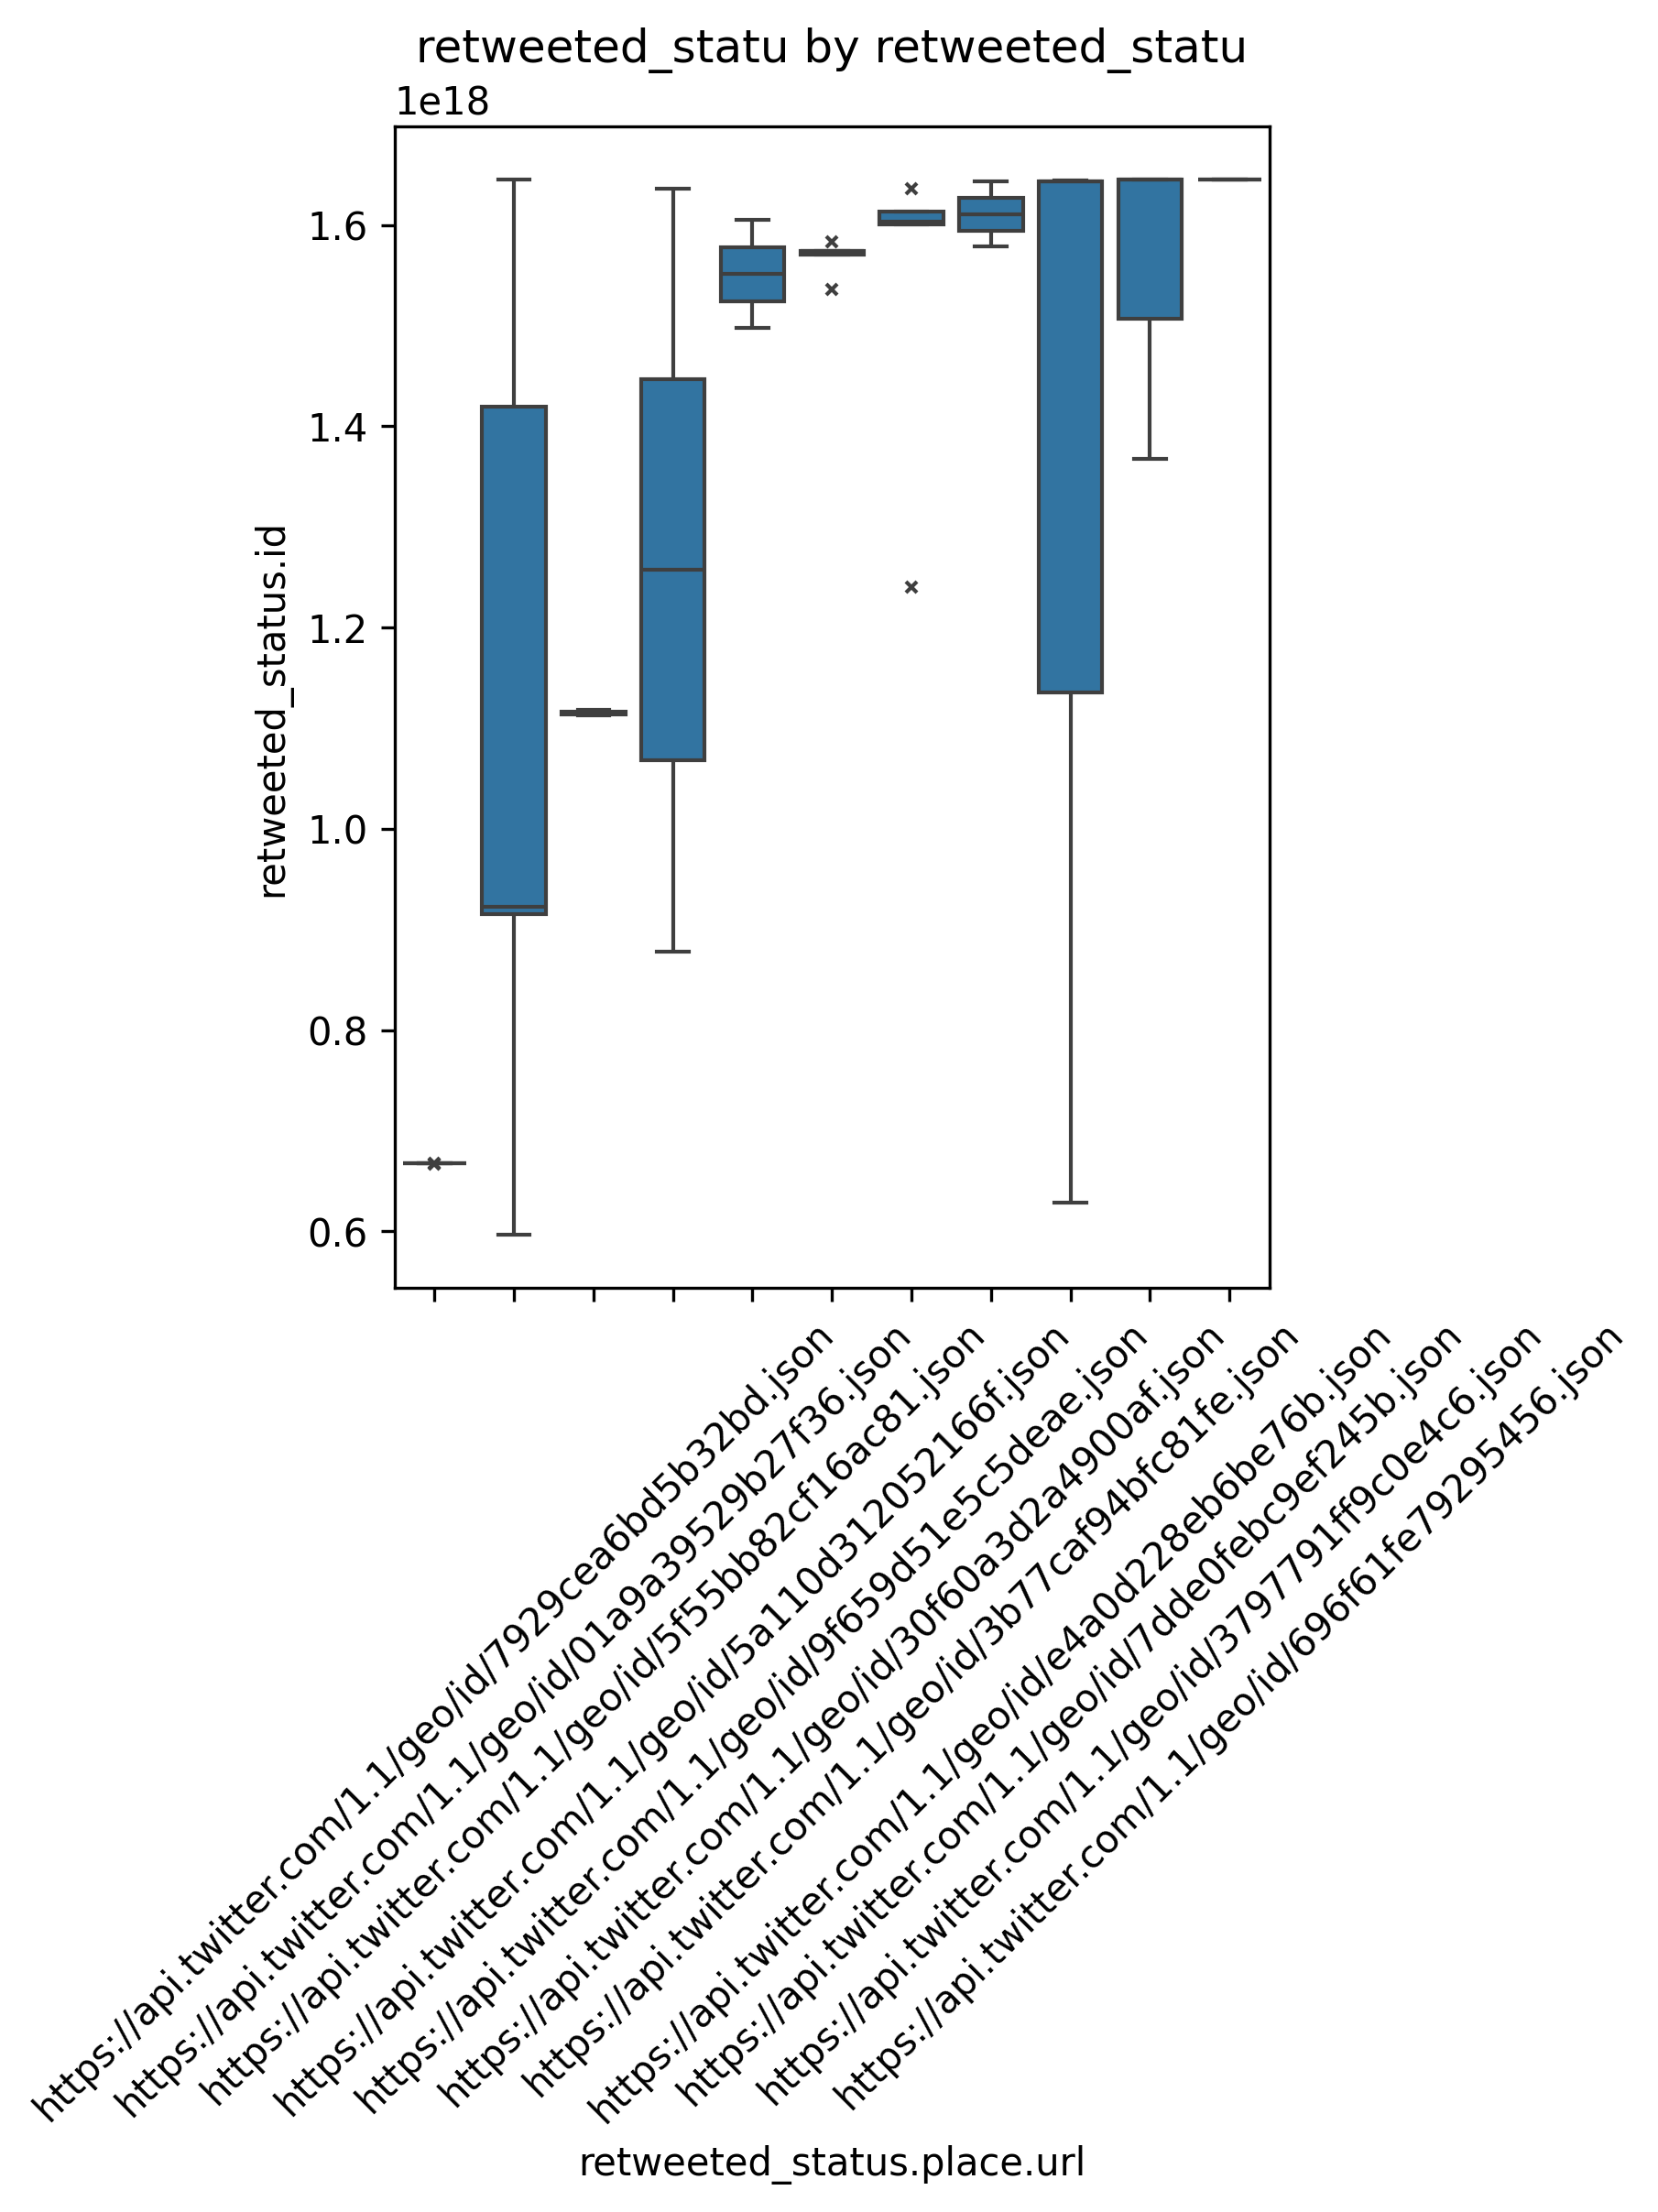 retweeted_statu by retweeted_statu
1e18
1.6
1.4
1.2
1.0
0.8
0.6
retweeted_status.id
https://api.twitter.com/1.1/geo/id/7929cea6bd5b32bd.json
https://api.twitter.com/1.1/geo/id/01a9a39529b27f36.json
https://api.twitter.com/1.1/geo/id/5f55bb82cf16ac81.json
https://api.twitter.com/1.1/geo/id/5a110d312052166f.json
https://api.twitter.com/1.1/geo/id/9f659d51e5c5deae.json
https://api.twitter.com/1.1/geo/id/30f60a3d2a4900af.json
https://api.twitter.com/1.1/geo/id/3b77caf94bfc81fe.json
https://api.twitter.com/1.1/geo/id/e4a0d228eb6be76b.json
https://api.twitter.com/1.1/geo/id/7dde0febc9ef245b.json
https://api.twitter.com/1.1/geo/id/3797791ff9c0e4c6.json
https://api.twitter.com/1.1/geo/id/696f61fe79295456.json
retweeted_status.place.url